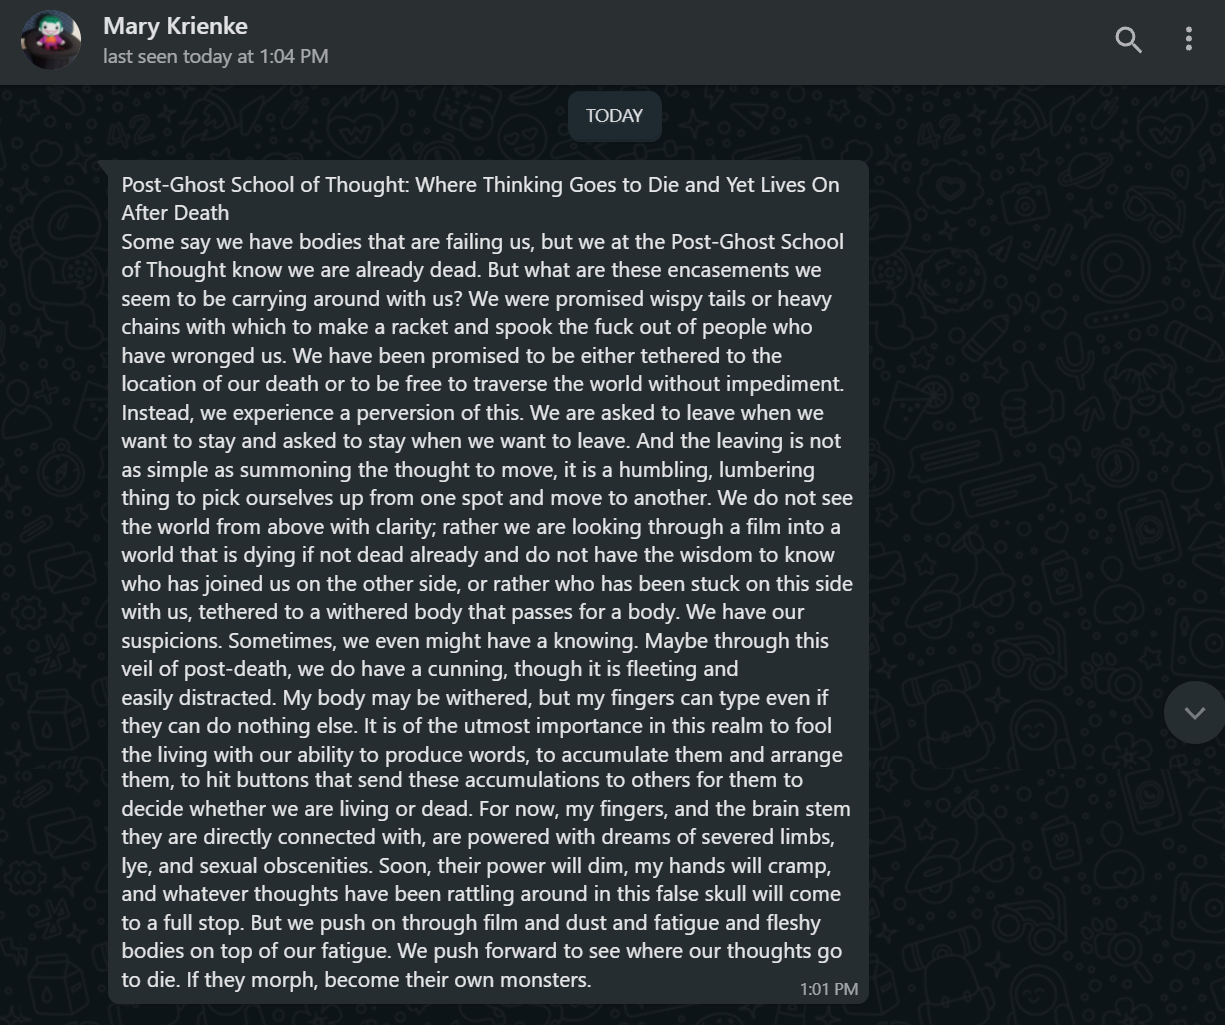 Mary Krienke
last seen today at 1:04 PM
TODAY
Post-Ghost School of Thought: Where Thinking Goes to Die and Yet Lives On
After Death
Some say we have bodies that are failing us, but we at the Post-Ghost School
of Thought know we are already dead. But what are these encasements we
seem to be carrying around with us? We were promised wispy tails or heavy
chains with which to make a racket and spook the fuck out of people who
have wronged us. We have been promised to be either tethered to the
location of our death or to be free to traverse the world without impediment.
Instead, we experience a perversion of this. We are asked to leave when we
want to stay and asked to stay when we want to leave. And the leaving is not
as simple as summoning the thought to move, it is a humbling, lumbering
thing to pick ourselves up from one spot and move to another. We do not see
the world from above with clarity; rather we are looking through a film into a
world that is dying if not dead already and do not have the wisdom to know
who has joined us on the other side, or rather who has been stuck on this side
with us, tethered to a withered body that passes for a body. We have our
suspicions. Sometimes, we even might have a knowing. Maybe through this
veil of post-death, we do have a cunning, though it is fleeting and
easily distracted. My body may be withered, but my fingers can type even if
they can do nothing else. It is of the utmost importance in this realm to fool
the living with our ability to produce words, to accumulate them and arrange
them, to hit buttons that send these accumulations to others for them to
decide whether we are living or dead. For now, my fingers, and the brain stem
they are directly connected with, are powered with dreams of severed limbs,
lye, and sexual obscenities. Soon, their power will dim, my hands will cramp,
and whatever thoughts have been rattling around in this false skull will come
to a full stop. But we push on through film and dust and fatigue and fleshy
bodies on top of our fatigue. We push forward to see where our thoughts go
to die. If they morph, become their own monsters.
1:01 PM